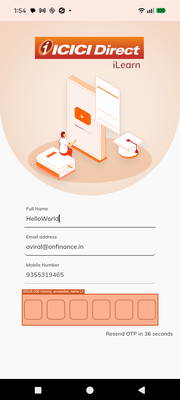 1:54
ICICI Direct
iLearn
Full Name
HelloWorld
Email address
aviral@onfinance.in
Mobile Number
9355319465
Resend OTP in 36 seconds